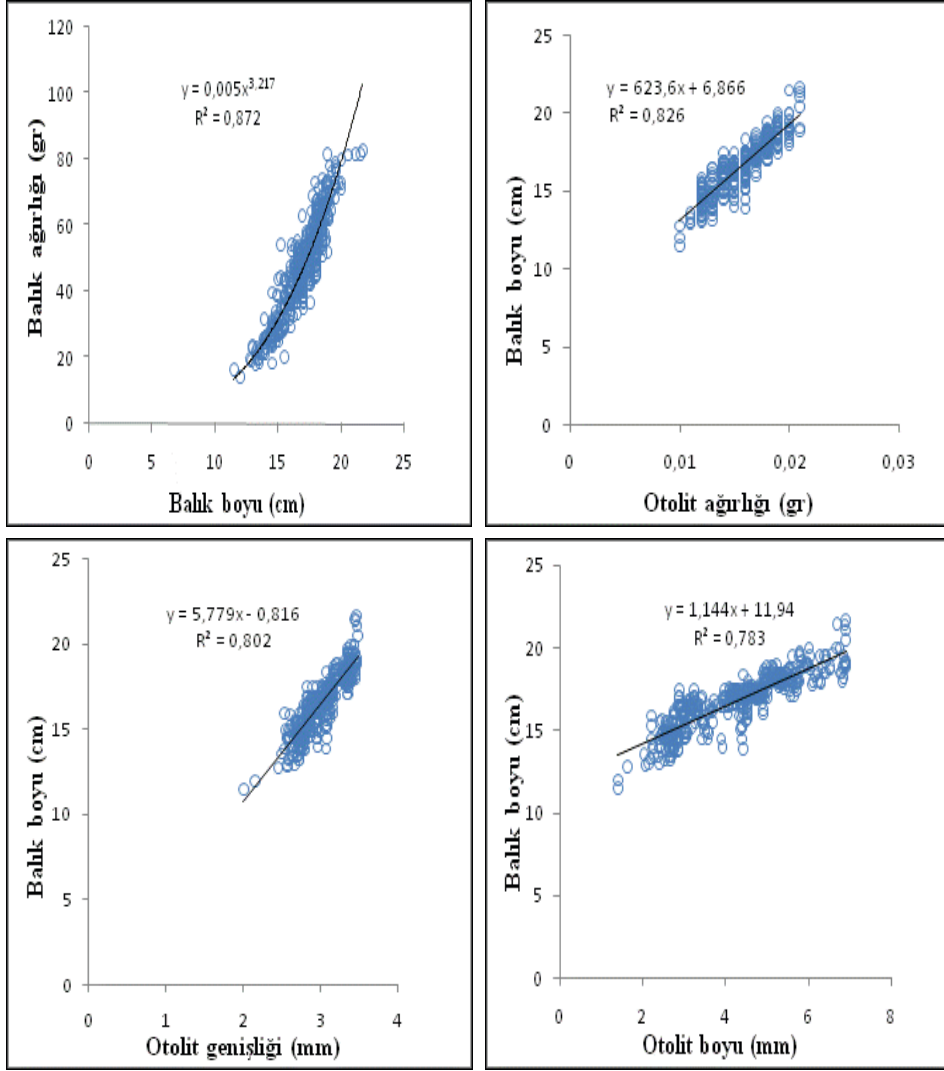 120
100
80
60
40
20
0
y = 0,005x^3,217
R² = 0,872
Balık ağırlığı (gr)
0 5 10 15 20 25
Balık boyu (cm)
25
20
15
10
5
0
y = 623,6x + 6,866
R² = 0,826
Balık boyu (cm)
0 0,01 0,02 0,03
Otolit ağırlığı (gr)
25
20
15
10
5
0
y = 5,779x - 0,816
R² = 0,802
Balık boyu (cm)
0 1 2 3 4
Otolit genişliği (mm)
25
20
15
10
5
0
y = 1,144x + 11,94
R² = 0,783
Balık boyu (cm)
0 2 4 6 8
Otolit boyu (mm)